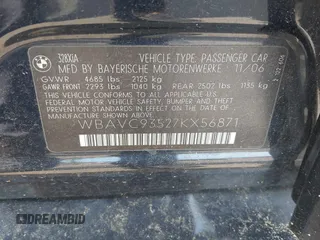 328XIA VEHICLE TYPE PASSENGER CAR
MFD BY BAYERISCHE MOTORENWERKE 11/06
GVWR 4685 lbs 2125 kg
GAWR FRONT 2293 lbs 1040 kg REAR 2502 lbs 1135 kg
THIS VEHICLE CONFORMS TO ALL APPLICABLE U.S.
FEDERAL MOTOR VEHICLE SAFETY, BUMPER AND
THEFT PREVENTION STANDARDS IN EFFECT ON THE
DATE OF MANUFACTURE SHOWN ABOVE.
WBAVC93527KX56871
© DREAMBID